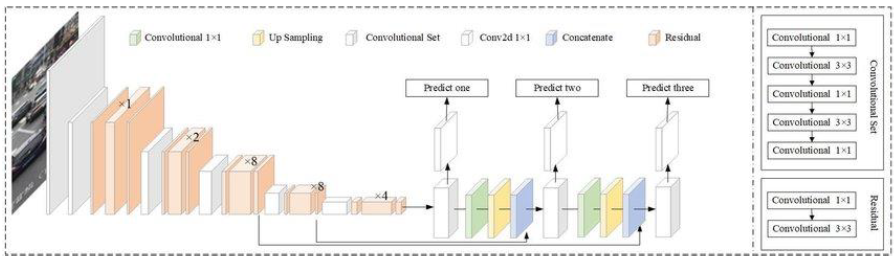 Convolutional 1×1
Up Sampling
Convolutional Set
Conv2d 1×1
Concatenate
Residual
×1
×2
×8
×8
×4
Predict one
Predict two
Predict three
Convolutional 1×1
Convolutional 3×3
Convolutional 1×1
Convolutional 3×3
Convolutional 1×1
Convolutional Set
Convolutional 1×1
Convolutional 3×3
Residual